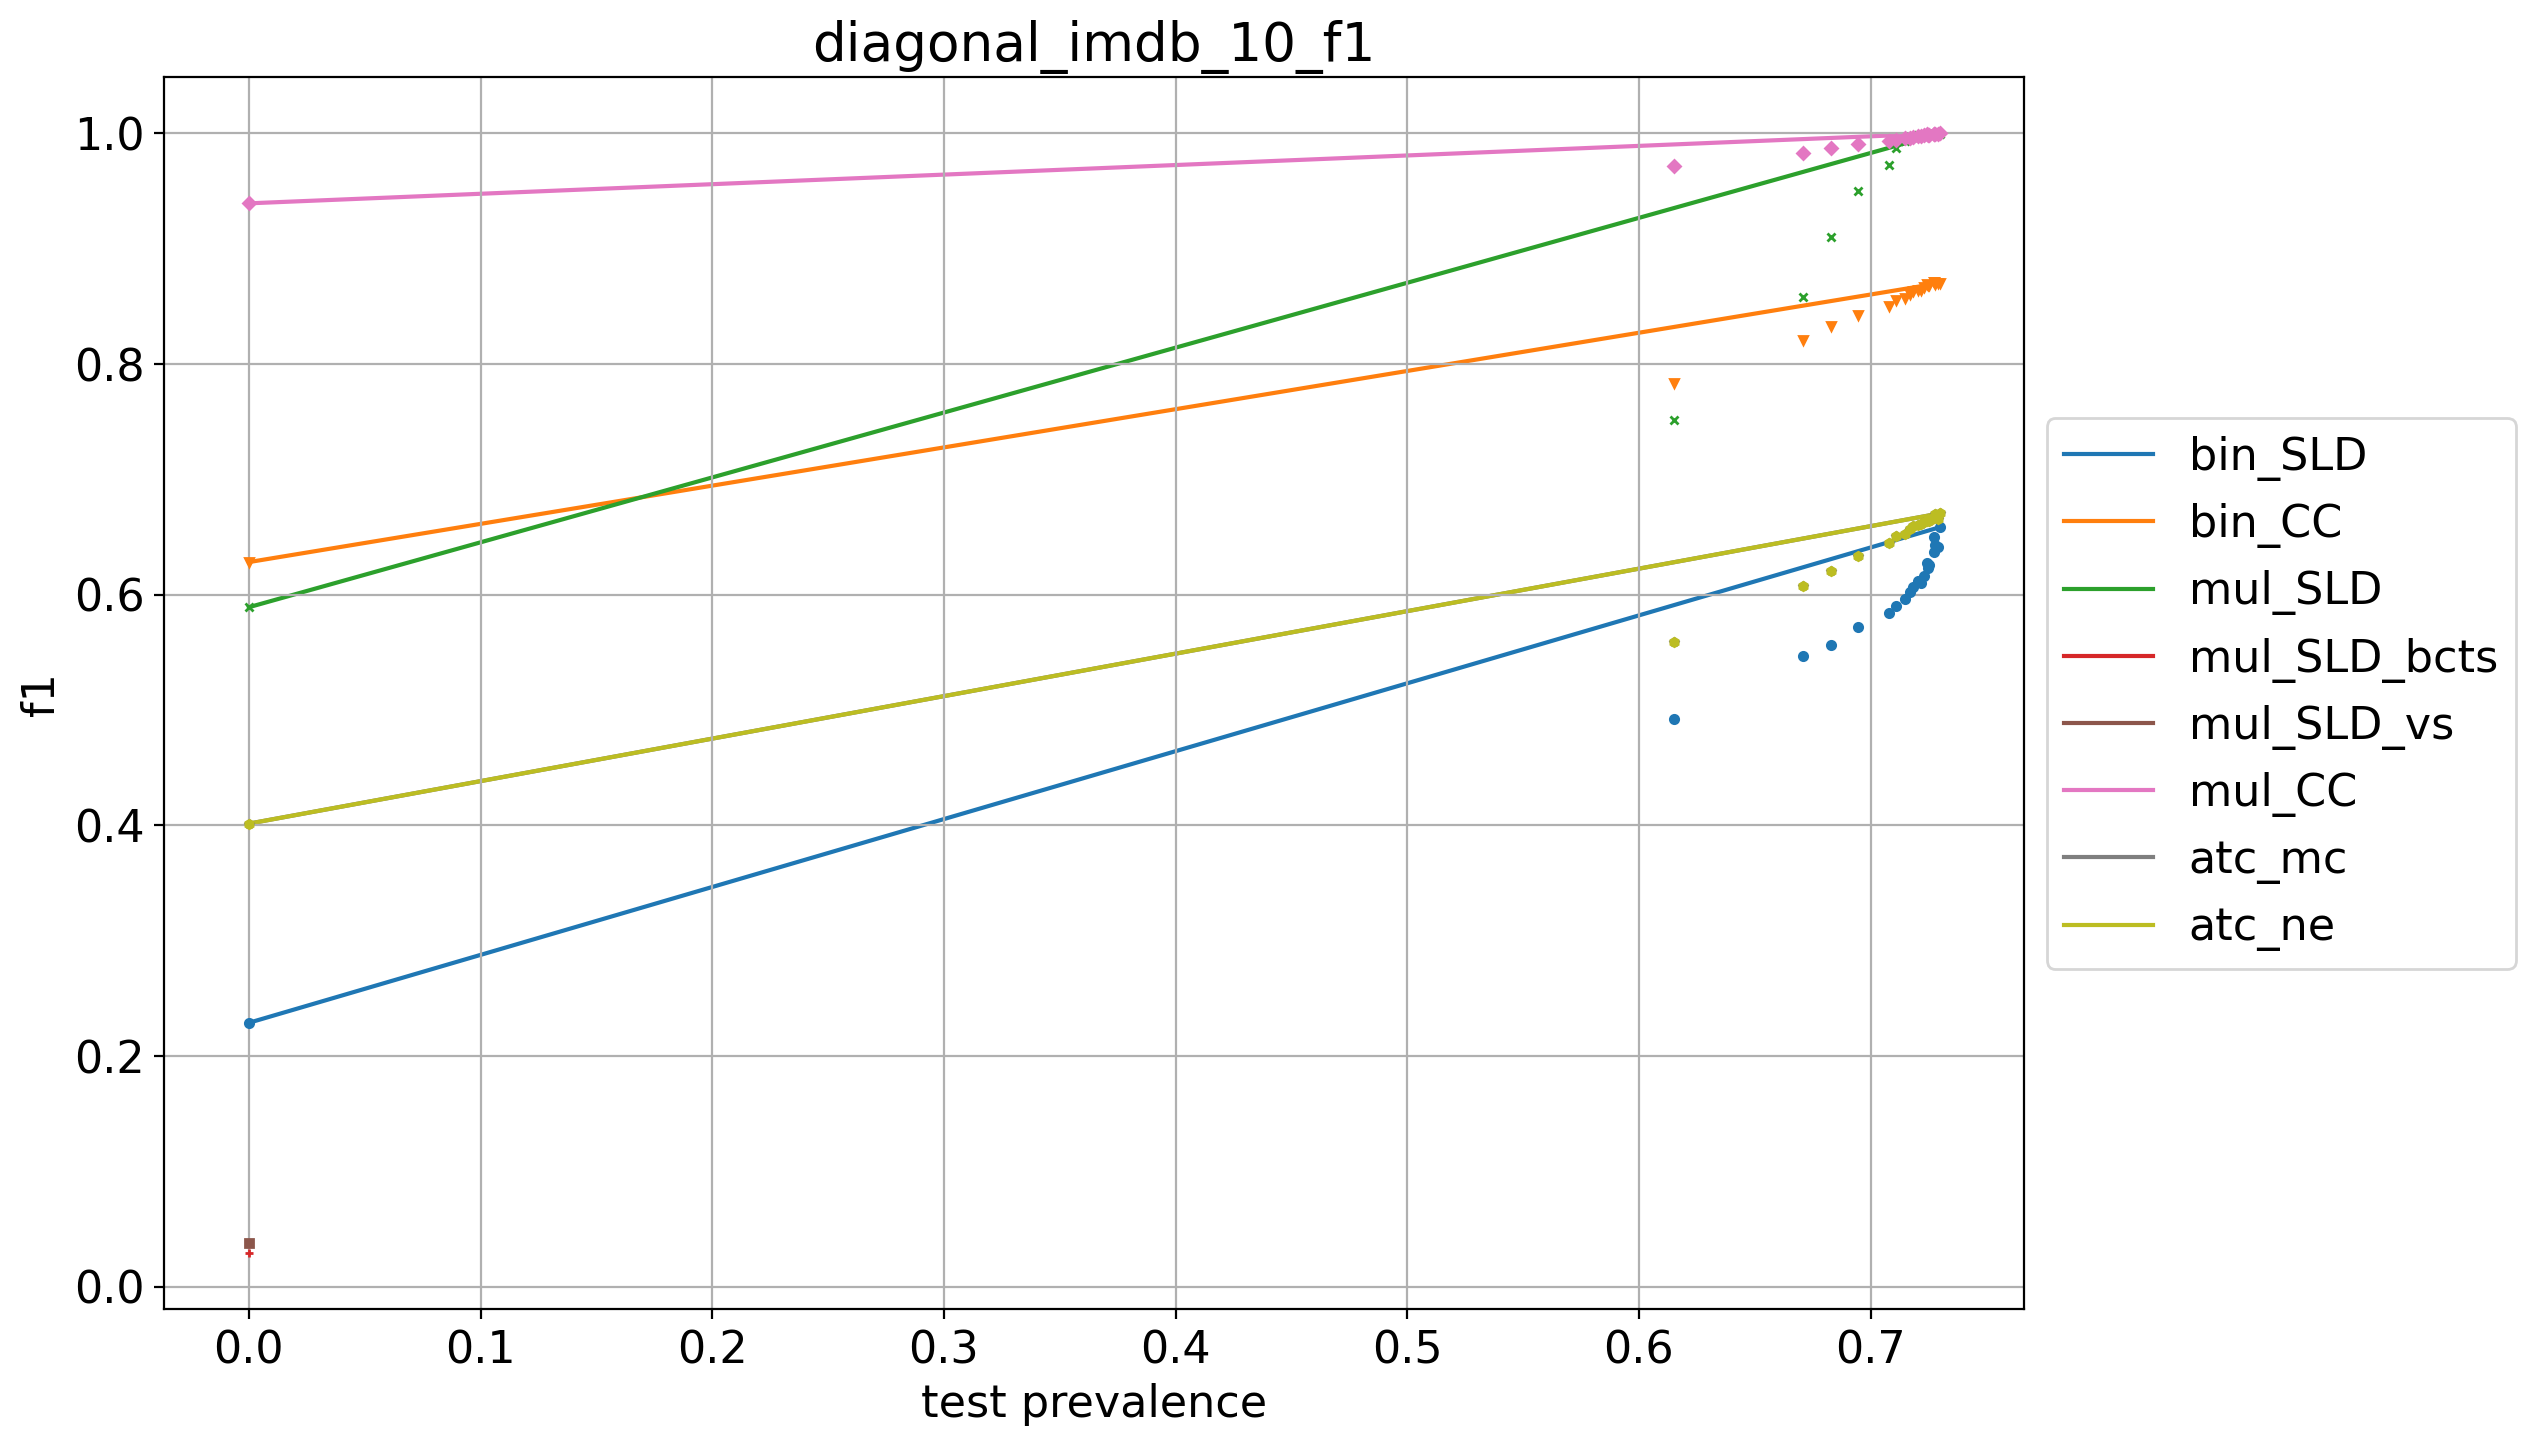 diagonal_imdb_10_f1
1.0
0.8
0.6
0.4
0.2
0.0
f1
0.0 0.1 0.2 0.3 0.4 0.5 0.6 0.7
test prevalence
bin_SLD
bin_CC
mul_SLD
mul_SLD_bcts
mul_SLD_vs
mul_CC
atc_mc
atc_ne